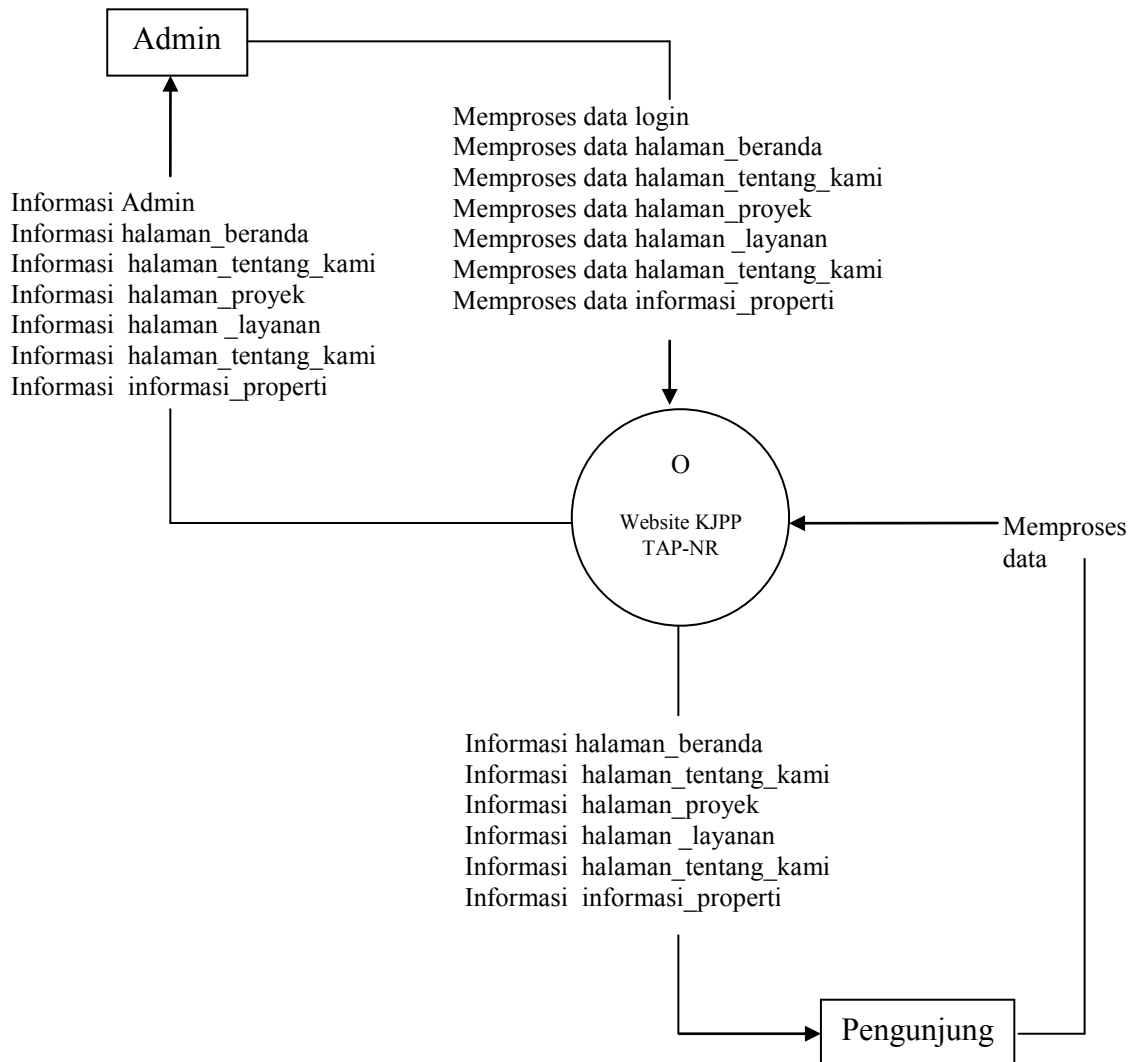 Admin
Memproses data login
Memproses data halaman_beranda
Memproses data halaman_tentang_kami
Memproses data halaman_proyek
Memproses data halaman _layanan
Memproses data halaman_tentang_kami
Memproses data informasi_properti
Informasi Admin
Informasi halaman_beranda
Informasi  halaman_tentang_kami
Informasi  halaman_proyek
Informasi  halaman _layanan
Informasi  halaman_tentang_kami
Informasi  informasi_properti
O
Website KJPP
TAP-NR
Memproses
data
Informasi halaman_beranda
Informasi  halaman_tentang_kami
Informasi  halaman_proyek
Informasi  halaman _layanan
Informasi  halaman_tentang_kami
Informasi  informasi_properti
Pengunjung